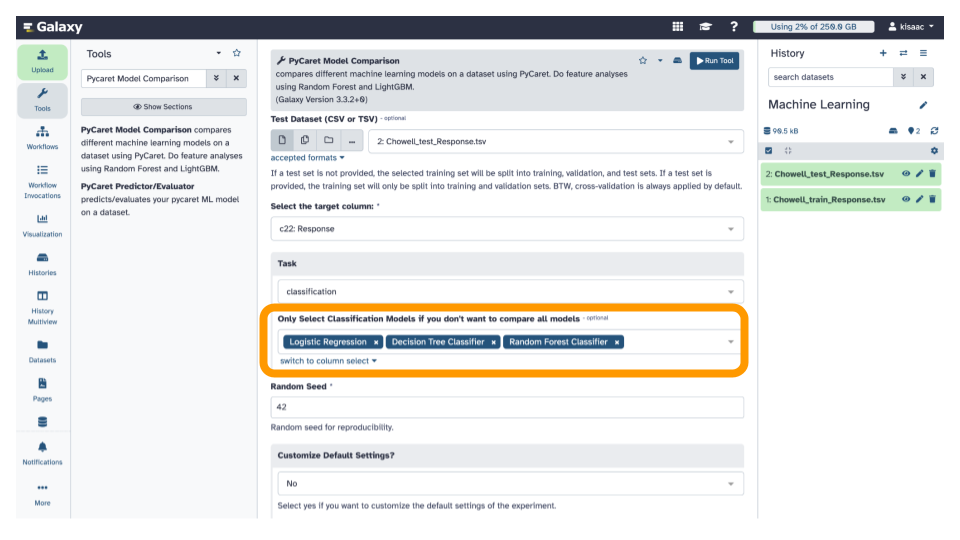 Galaxy
?
Using 2% of 250.0 GB
kisaac
Upload
Tools
Workflows
Workflow
Invocations
Visualization
Histories
History
Multiview
Datasets
Pages
Notifications
More
Tools
Pycaret Model Comparison
Show Sections
PyCaret Model Comparison compares
different machine learning models on a
dataset using PyCaret. Do feature analyses
using Random Forest and LightGBM.
PyCaret Predictor/Evaluator
predicts/evaluates your pycaret ML model
on a dataset.
PyCaret Model Comparison
compares different machine learning models on a dataset using PyCaret. Do feature analyses
using Random Forest and LightGBM.
(Galaxy Version 3.3.2+0)
Run Tool
Test Dataset (CSV or TSV) - optional
2: Chowell_test_Response.tsv
accepted formats
If a test set is not provided, the selected training set will be split into training, validation, and test sets. If a test set is
provided, the training set will only be split into training and validation sets. BTW, cross-validation is always applied by default.
Select the target column: *
c22: Response
Task
classification
Only Select Classification Models if you don't want to compare all models - optional
Logistic Regression × Decision Tree Classifier × Random Forest Classifier ×
switch to column select
Random Seed *
42
Random seed for reproducibility.
Customize Default Settings?
No
Select yes if you want to customize the default settings of the experiment.
History
search datasets
Machine Learning
90.5 kB
2
2: Chowell_test_Response.tsv
1: Chowell_train_Response.tsv